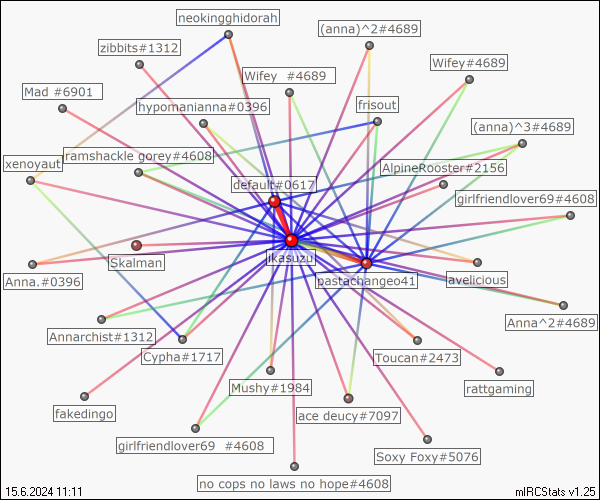 neokingghidorah
(anna)^2#4689
zibbits#1312
Wifey #4689
Wifey  #4689
Mad #6901
hypomanianna#0396
frisout
(anna)^3#4689
ramshackle gorey#4608
xenoyaut
AlpineRooster#2156
default#0617
girlfriendlover69#4608
jkasuzu
Skalman
Anna.#0396
pastachangeo41
avelicious
Anna^2#4689
Annarchist#1312
Cypha#1717
Toucan#2473
Mushy#1984
rattgaming
fakedingo
ace deucy#7097
girlfriendlover69  #4608
Soxy Foxy#5076
no cops no laws no hope#4608
15.6.2024 11:11
mIRCStats v1.25